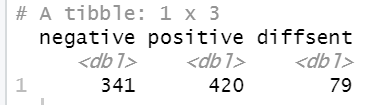 # A tibble: 1 x 3
negative positive diffsent
<dbl> <dbl> <dbl>
1 341 420 79